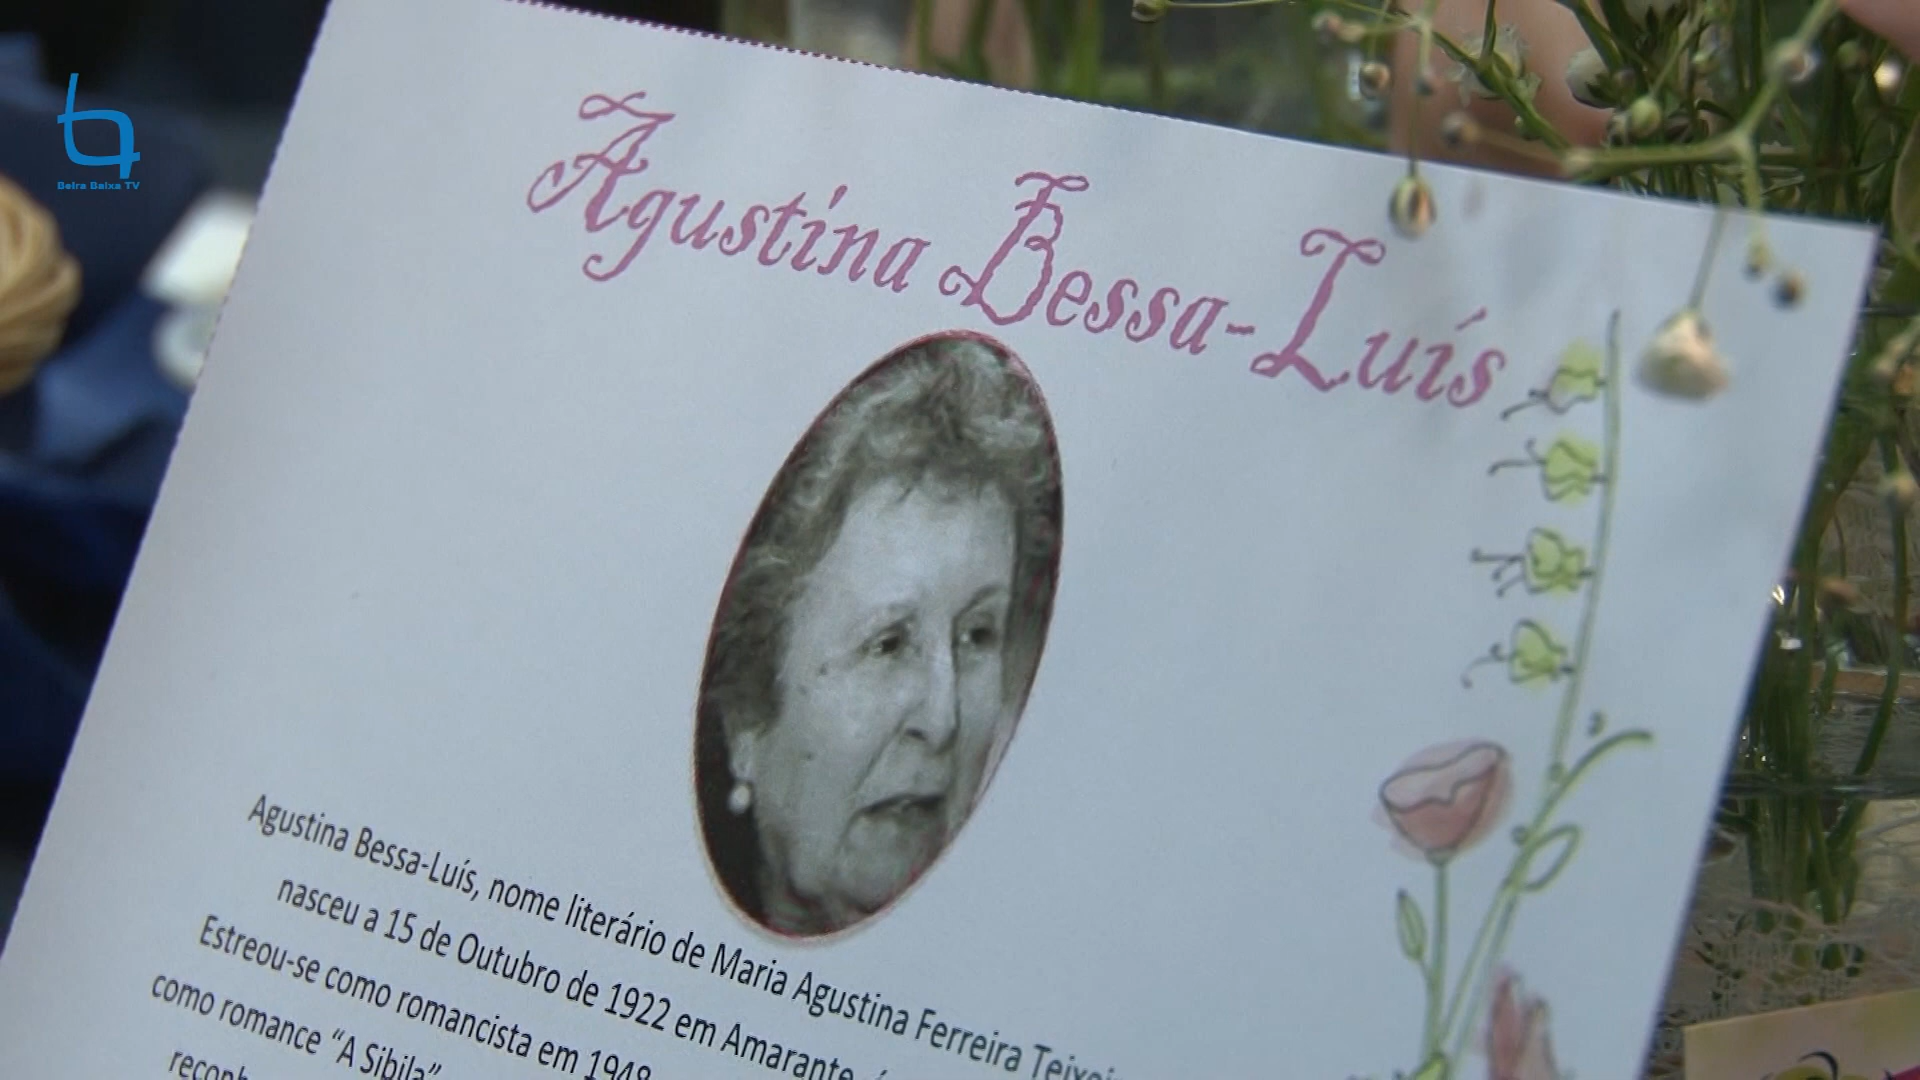 Beira Baixa TV
Agustina Bessa-Luís
Agustina Bessa-Luís, nome literário de Maria Agustina Ferreira
nasceu a 15 de Outubro de 1922 em Amarante
Estreou-se como romancista em 1948
como romance “A Sibila”